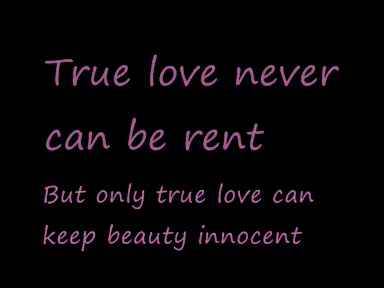 True love never
can be rent
But only true love can
keep beauty innocent